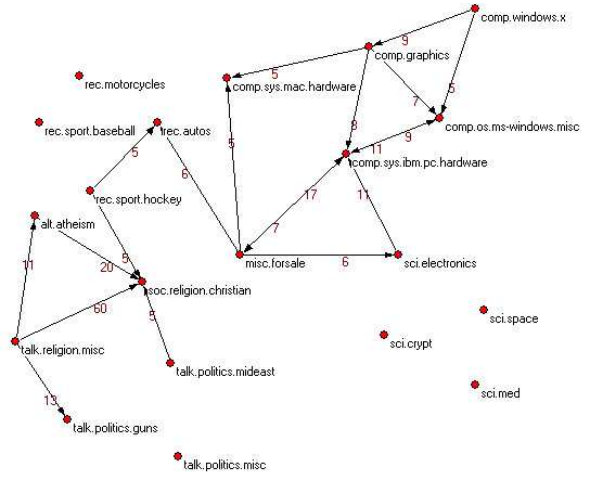 comp.windows.x
9
comp.graphics
5
comp.sys.mac.hardware
rec.motorcycles
7
5
8
comp.os.ms-windows.misc
rec.sport.baseball
rec.autos
9
11
5
5
comp.sys.ibm.pc.hardware
6
17
11
rec.sport.hockey
alt.atheism
7
5
misc.forsale
6
sci.electronics
11
20
soc.religion.christian
60
5
sci.space
sci.crypt
talk.religion.misc
talk.politics.mideast
sci.med
13
talk.politics.guns
talk.politics.misc